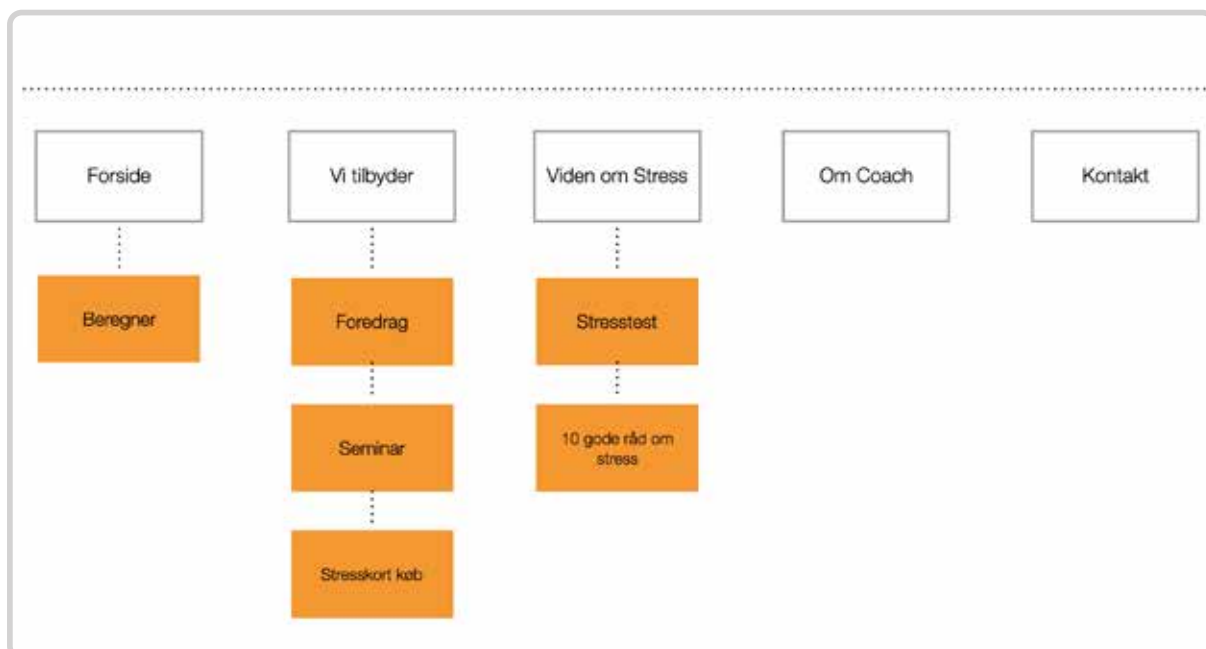 Forside
Vi tilbyder
Viden om Stress
Om Coach
Kontakt
Beregner
Foredrag
Stresstest
Seminar
10 gode råd om
stress
Stresskort køb